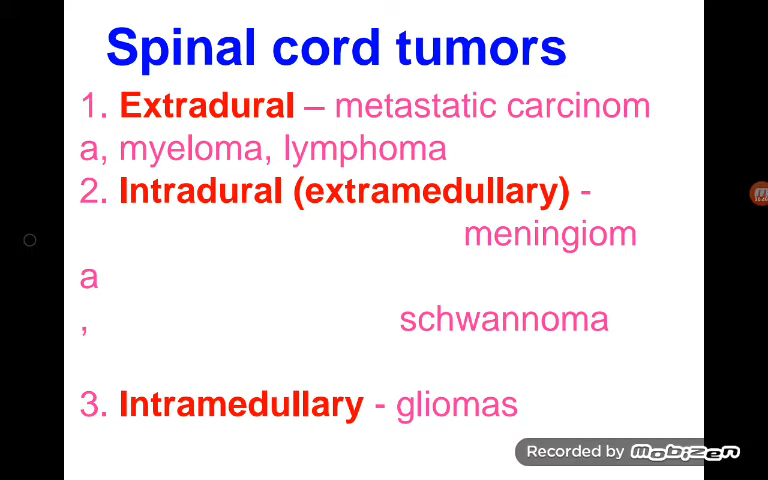 Spinal cord tumors
1. Extradural – metastatic carcinom
a, myeloma, lymphoma
2. Intradural (extramedullary) -
meningiom
a
, schwannoma
3. Intramedullary - gliomas
Recorded by mobizen